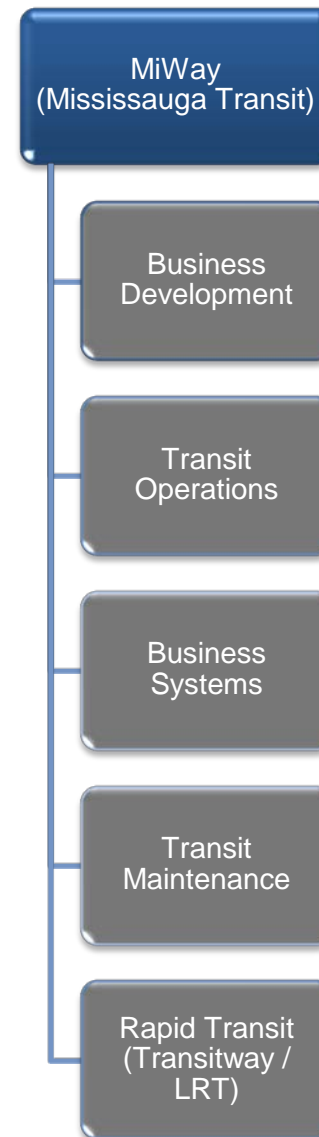 MiWay
(Mississauga Transit)
Business
Development
Transit
Operations
Business
Systems
Transit
Maintenance
Rapid Transit
(Transitway /
LRT)